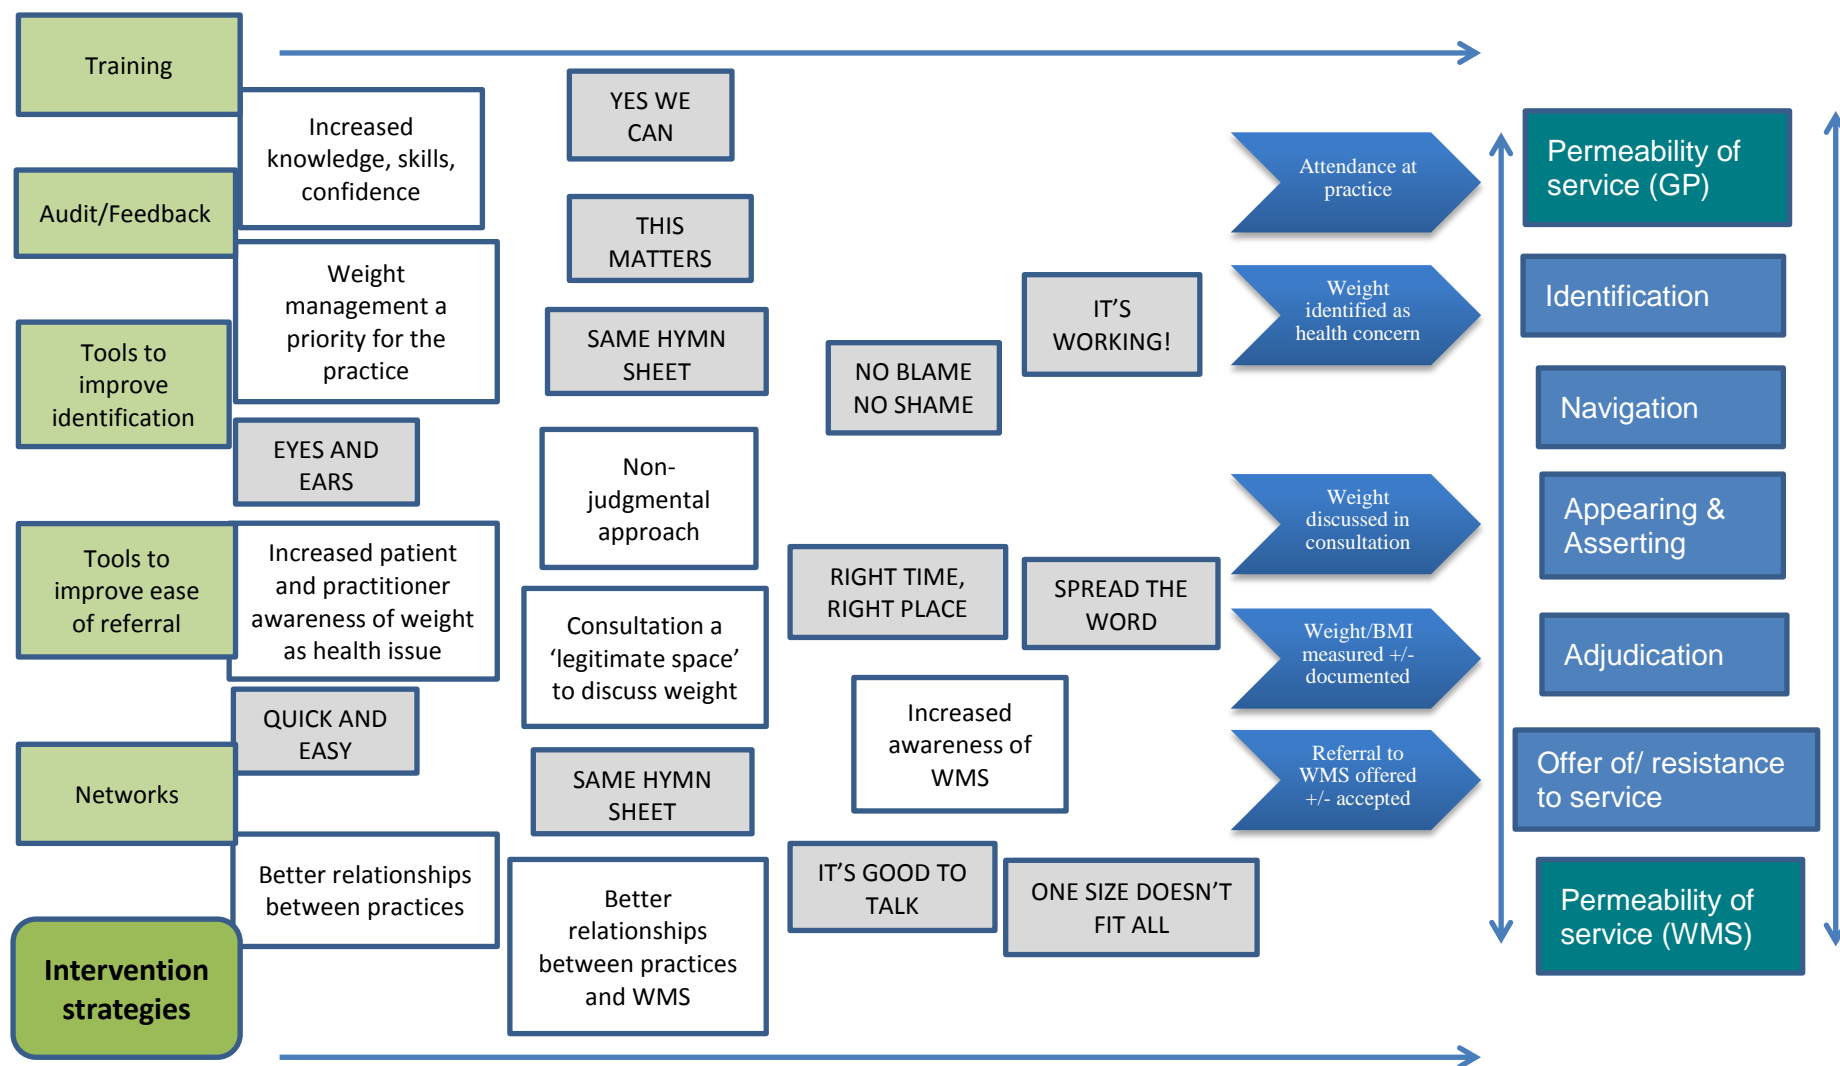 Training
Audit/Feedback
Tools to
improve
identification
Tools to
improve ease
of referral
Networks
Intervention
strategies
Increased
knowledge, skills,
confidence
Weight
management a
priority for the
practice
EYES AND
EARS
Increased patient
and practitioner
awareness of weight
as health issue
QUICK AND
EASY
Better relationships
between practices
YES WE
CAN
THIS
MATTERS
SAME HYMN
SHEET
Non-
judgmental
approach
Consultation a
‘legitimate space’
to discuss weight
SAME HYMN
SHEET
Better
relationships
between practices
and WMS
NO BLAME
NO SHAME
RIGHT TIME,
RIGHT PLACE
Increased
awareness of
WMS
IT’S GOOD TO
TALK
IT’S
WORKING!
SPREAD THE
WORD
ONE SIZE DOESN’T
FIT ALL
Attendance at
practice
Weight
identified as
health concern
Weight
discussed in
consultation
Weight/BMI
measured +/-
documented
Referral to
WMS offered
+/- accepted
Permeability of
service (GP)
Identification
Navigation
Appearing &
Asserting
Adjudication
Offer of/ resistance
to service
Permeability of
service (WMS)